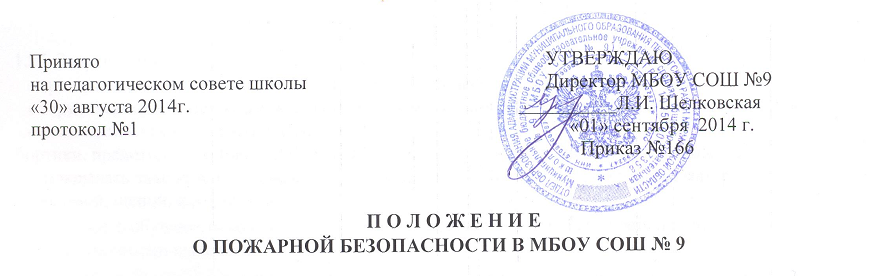 Принято
на педагогическом совете школы
«30» августа 2014г.
протокол №1
УТВЕРЖДАЮ
Директор МБОУ СОШ №9
Л.И. Шелковская
«01» сентября 2014 г.
Приказ №166
П О Л О Ж Е Н И Е
О ПОЖАРНОЙ БЕЗОПАСНОСТИ В МБОУ СОШ № 9